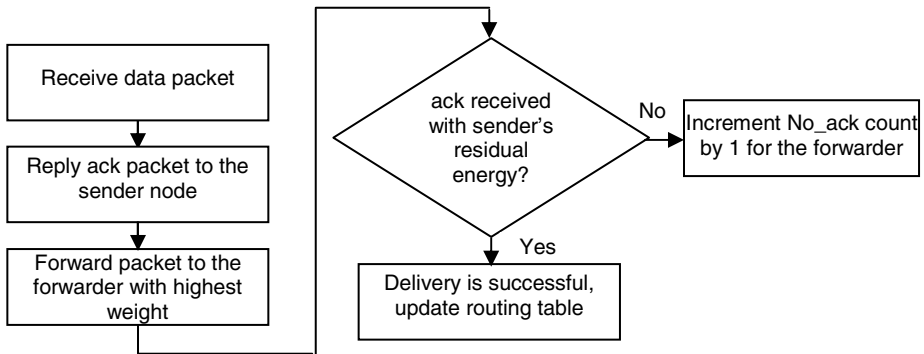 Receive data packet
Reply ack packet to the
sender node
Forward packet to the
forwarder with highest
weight
ack received
with sender's
residual
energy?
No
Increment No_ack count
by 1 for the forwarder
Yes
Delivery is successful,
update routing table